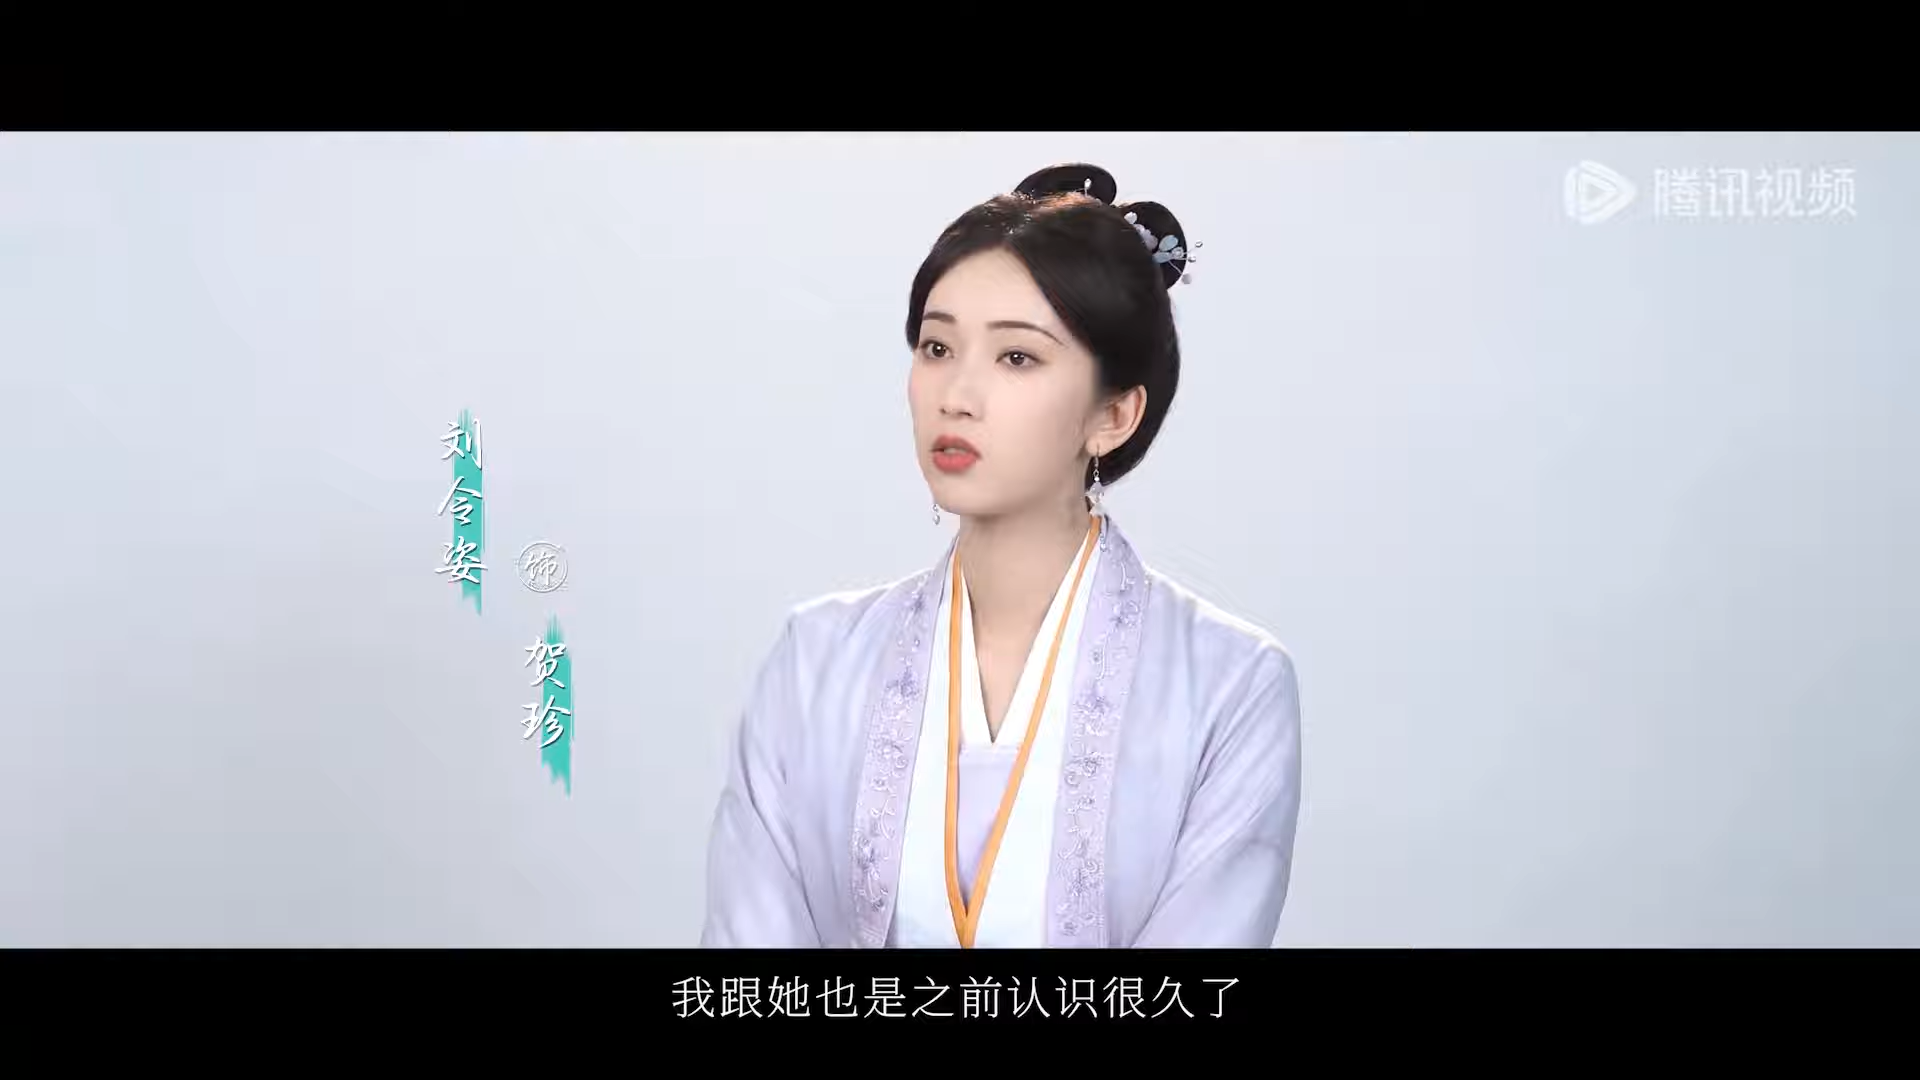 腾讯视频
刘令姿
饰
贺珍
我跟她也是之前认识很久了